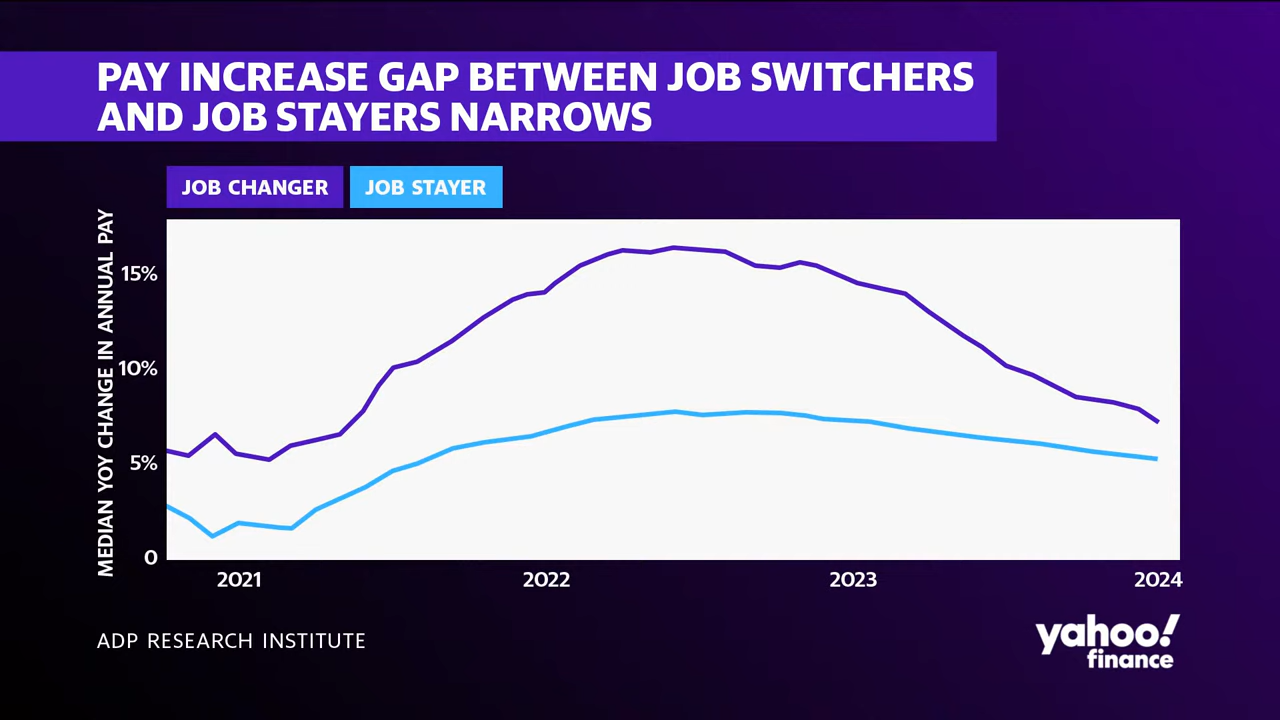 PAY INCREASE GAP BETWEEN JOB SWITCHERS
AND JOB STAYERS NARROWS
JOB CHANGER
JOB STAYER
MEDIAN YOY CHANGE IN ANNUAL PAY
15%
10%
5%
0
2021
2022
2023
2024
ADP RESEARCH INSTITUTE
yahoo!
finance